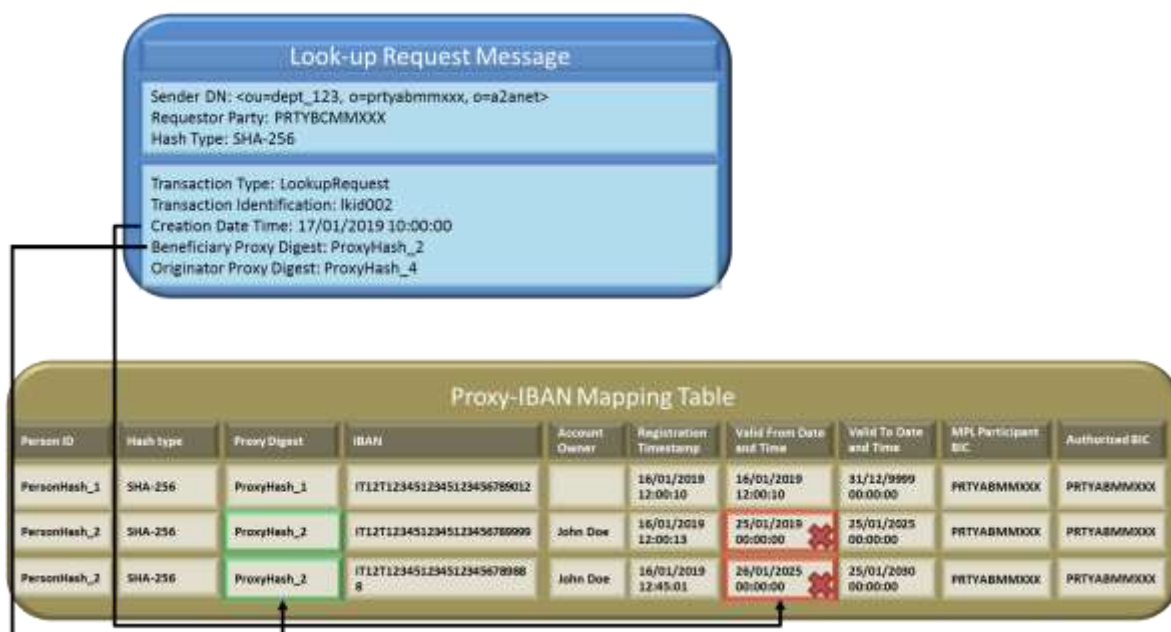 Look-up Request Message
Sender DN: <ou=dept_123, o=prtyabmmxxx, o=a2anet>
Requestor Party: PRTYBCMMXXX
Hash Type: SHA-256
Transaction Type: LookupRequest
Transaction Identification: lkid002
Creation Date Time: 17/01/2019 10:00:00
Beneficiary Proxy Digest: ProxyHash_2
Originator Proxy Digest: ProxyHash_4
Proxy-IBAN Mapping Table
Person ID Hash type Proxy Digest IBAN Account Owner Registration Timestamp Valid From Date and Time Valid To Date and Time MPL Participant BIC Authorized BIC
PersonHash_1 SHA-256 ProxyHash_1 IT12T1234512345123456789012 16/01/2019 12:00:10 16/01/2019 12:00:10 31/12/9999 00:00:00 PRTYABMMXXX PRTYABMMXXX
PersonHash_2 SHA-256 ProxyHash_2 IT12T1234512345123456789999 John Doe 16/01/2019 12:00:13 25/01/2019 00:00:00 25/01/2025 00:00:00 PRTYABMMXXX PRTYABMMXXX
PersonHash_2 SHA-256 ProxyHash_2 IT12T123451234512345678988 8 John Doe 16/01/2019 12:45:01 26/01/2025 00:00:00 25/01/2030 00:00:00 PRTYABMMXXX PRTYABMMXXX